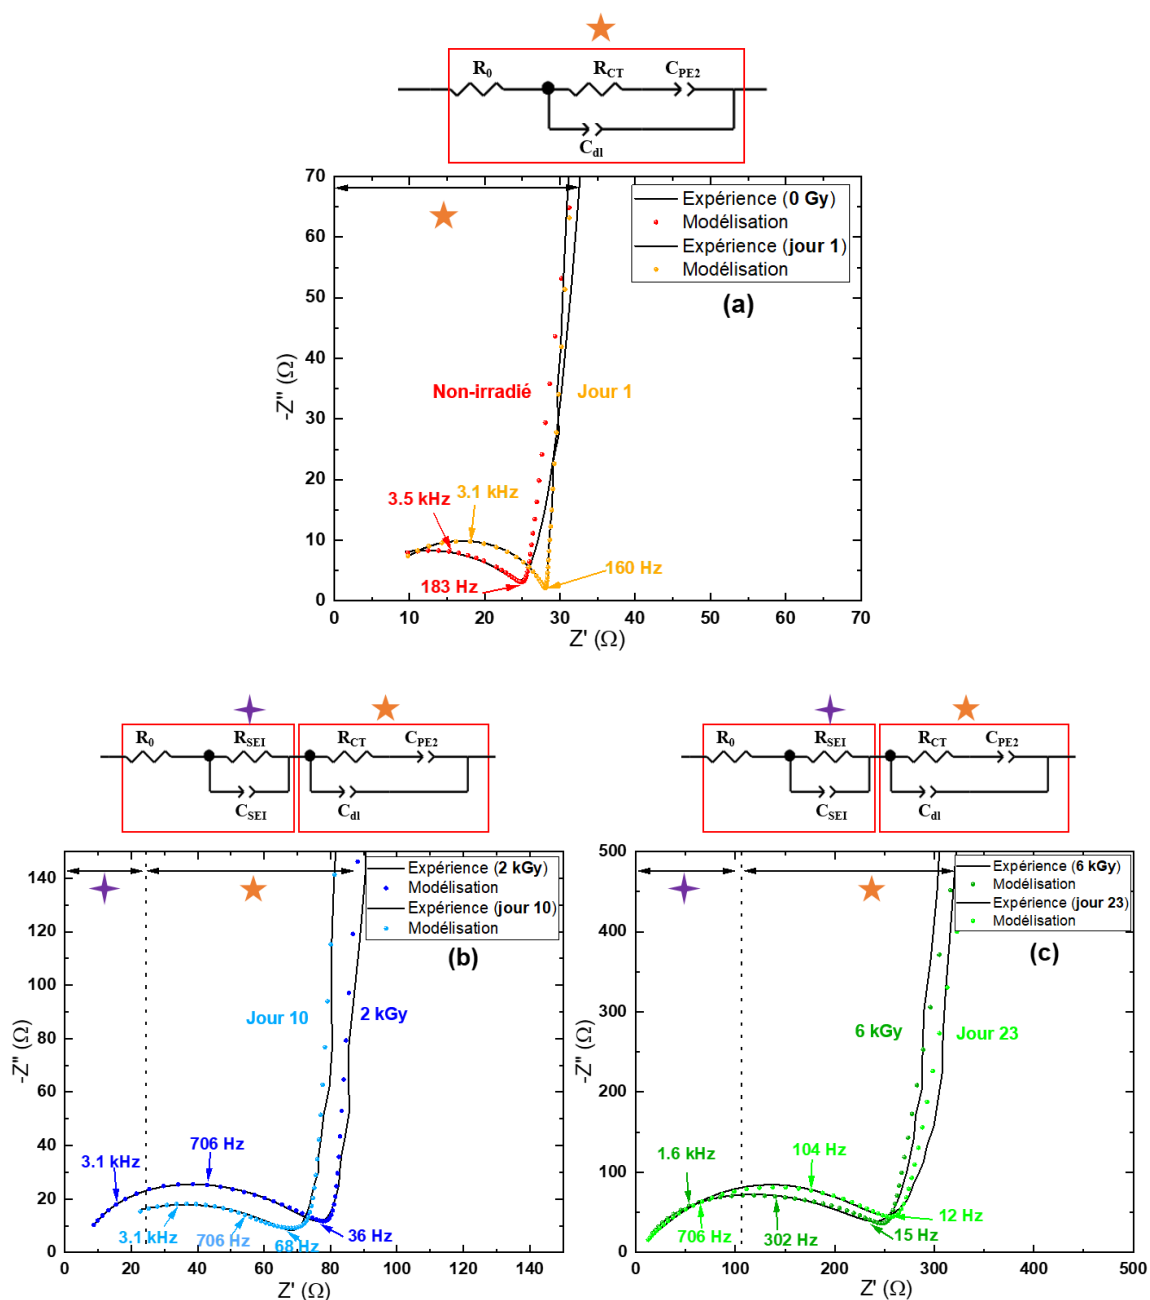 R0 RCT CPE2
Cdl
70
60
50
40
30
20
10
0
-Z'' (Ω)
Expérience (0 Gy)
Modélisation
Expérience (jour 1)
Modélisation
(a)
Non-irradié Jour 1
3.5 kHz 3.1 kHz
183 Hz 160 Hz
0 10 20 30 40 50 60 70
Z' (Ω)
R0 RSEI RCT CPE2
CSEI Cdl
140
120
100
80
60
40
20
0
-Z'' (Ω)
Expérience (2 kGy)
Modélisation
Expérience (jour 10)
Modélisation
(b)
Jour 10 2 kGy
3.1 kHz 706 Hz
3.1 kHz 706 Hz 68 Hz 36 Hz
0 20 40 60 80 100 120 140
Z' (Ω)
R0 RSEI RCT CPE2
CSEI Cdl
500
400
300
200
100
0
-Z'' (Ω)
Expérience (6 kGy)
Modélisation
Expérience (jour 23)
Modélisation
(c)
6 kGy Jour 23
1.6 kHz 104 Hz
706 Hz 302 Hz 15 Hz 12 Hz
0 100 200 300 400 500
Z' (Ω)